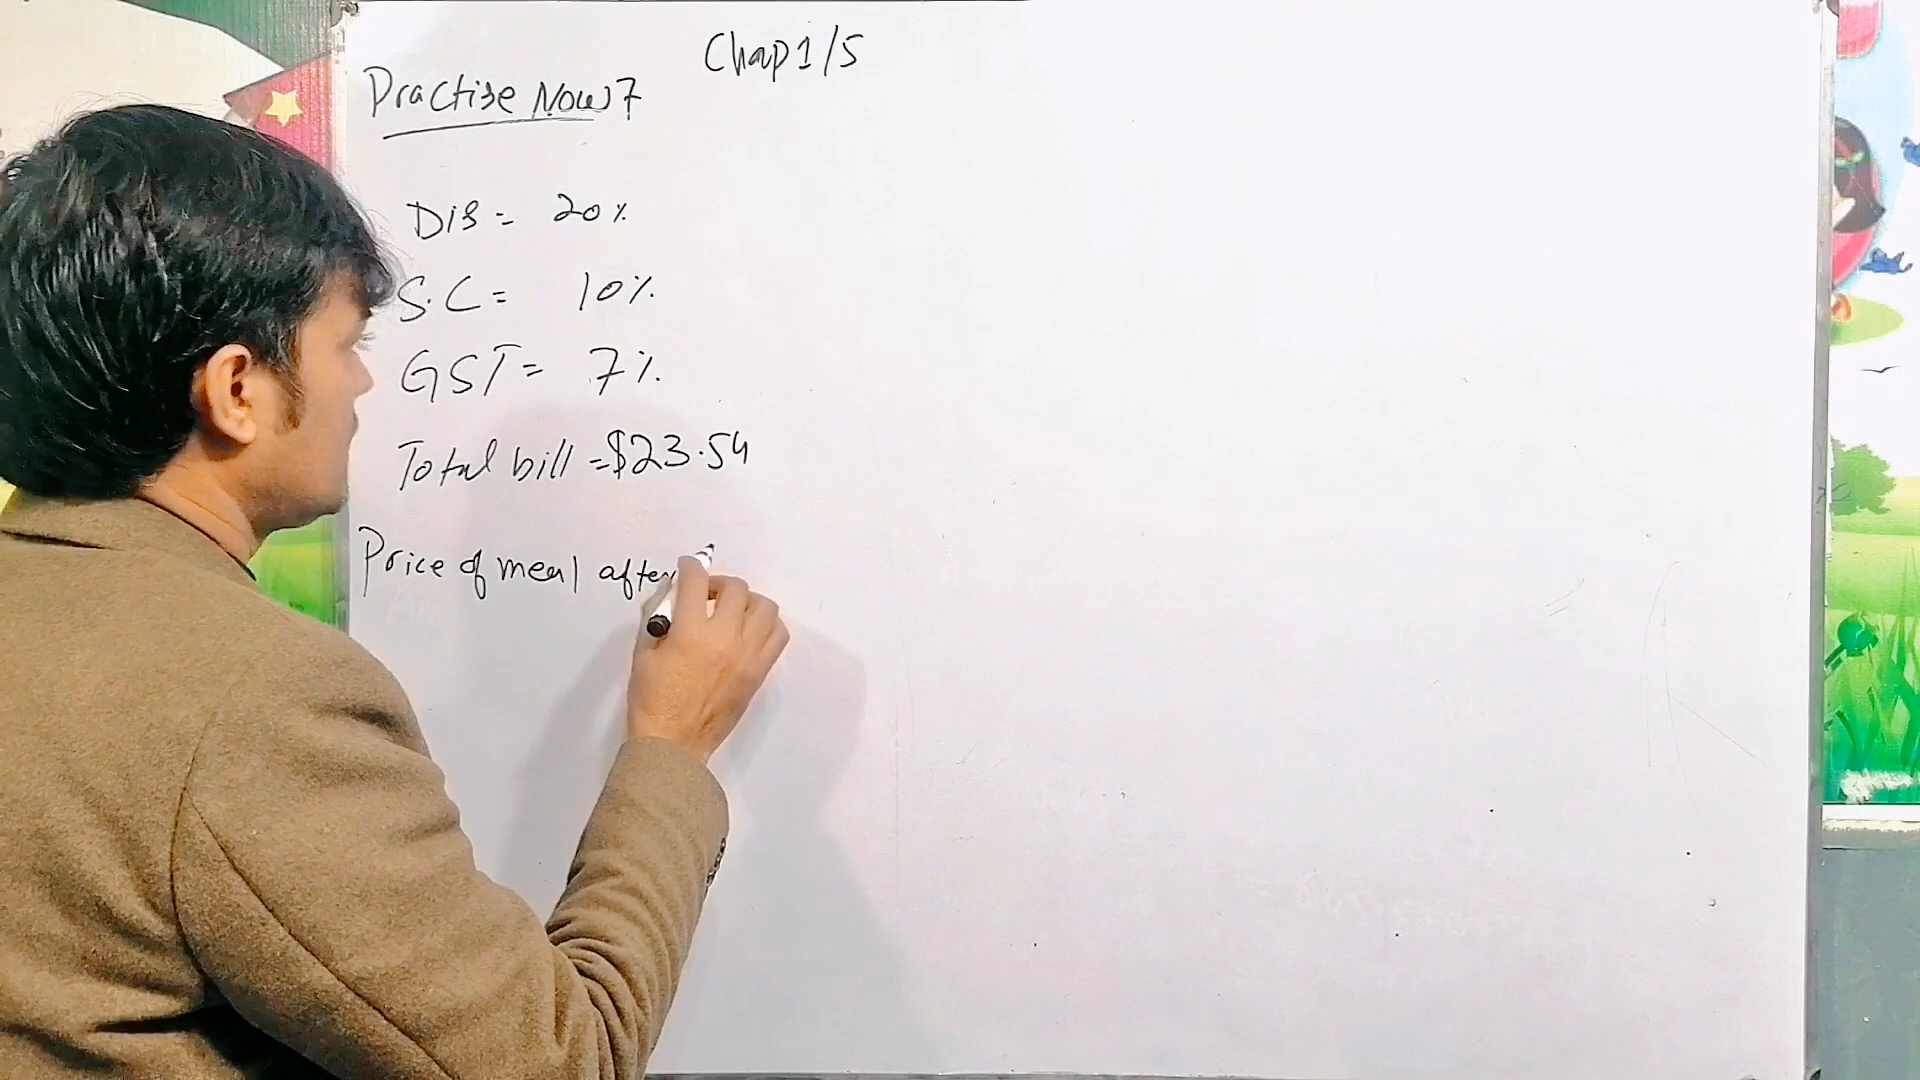 Chap 1/5
Practise Now 7
Dis = 20%
S.C = 10%
GST = 7%
Total bill = $23.54
Price of meal after